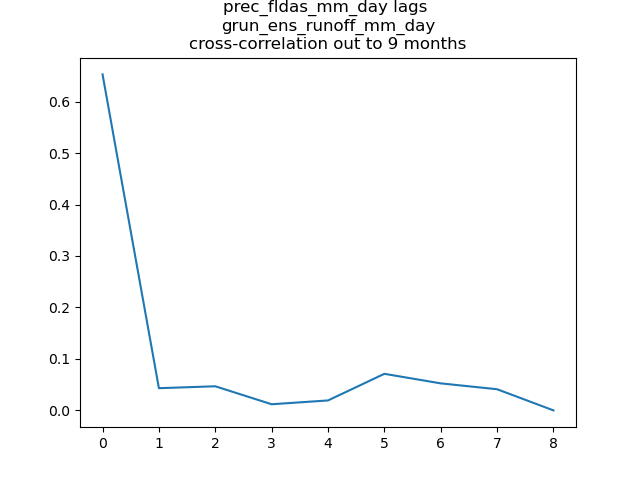 prec_fldas_mm_day lags
grun_ens_runoff_mm_day
cross-correlation out to 9 months
0.6
0.5
0.4
0.3
0.2
0.1
0.0
0 1 2 3 4 5 6 7 8